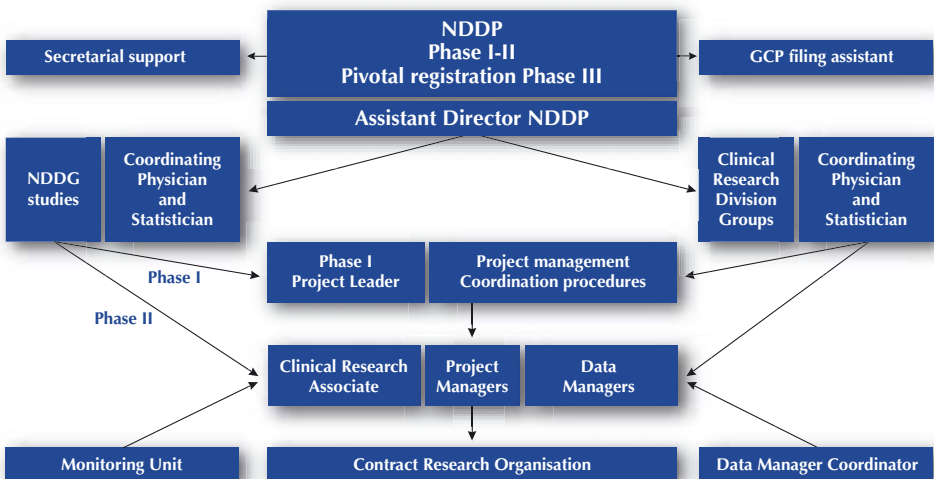 NDDP
Phase I-II
Pivotal registration Phase III
Secretarial support
GCP filing assistant
Assistant Director NDDP
NDDG
studies
Coordinating
Physician
and
Statistician
Clinical
Research
Division
Groups
Coordinating
Physician
and
Statistician
Phase I
Phase I
Project Leader
Project management
Coordination procedures
Phase II
Clinical Research
Associate
Project
Managers
Data
Managers
Monitoring Unit
Contract Research Organisation
Data Manager Coordinator